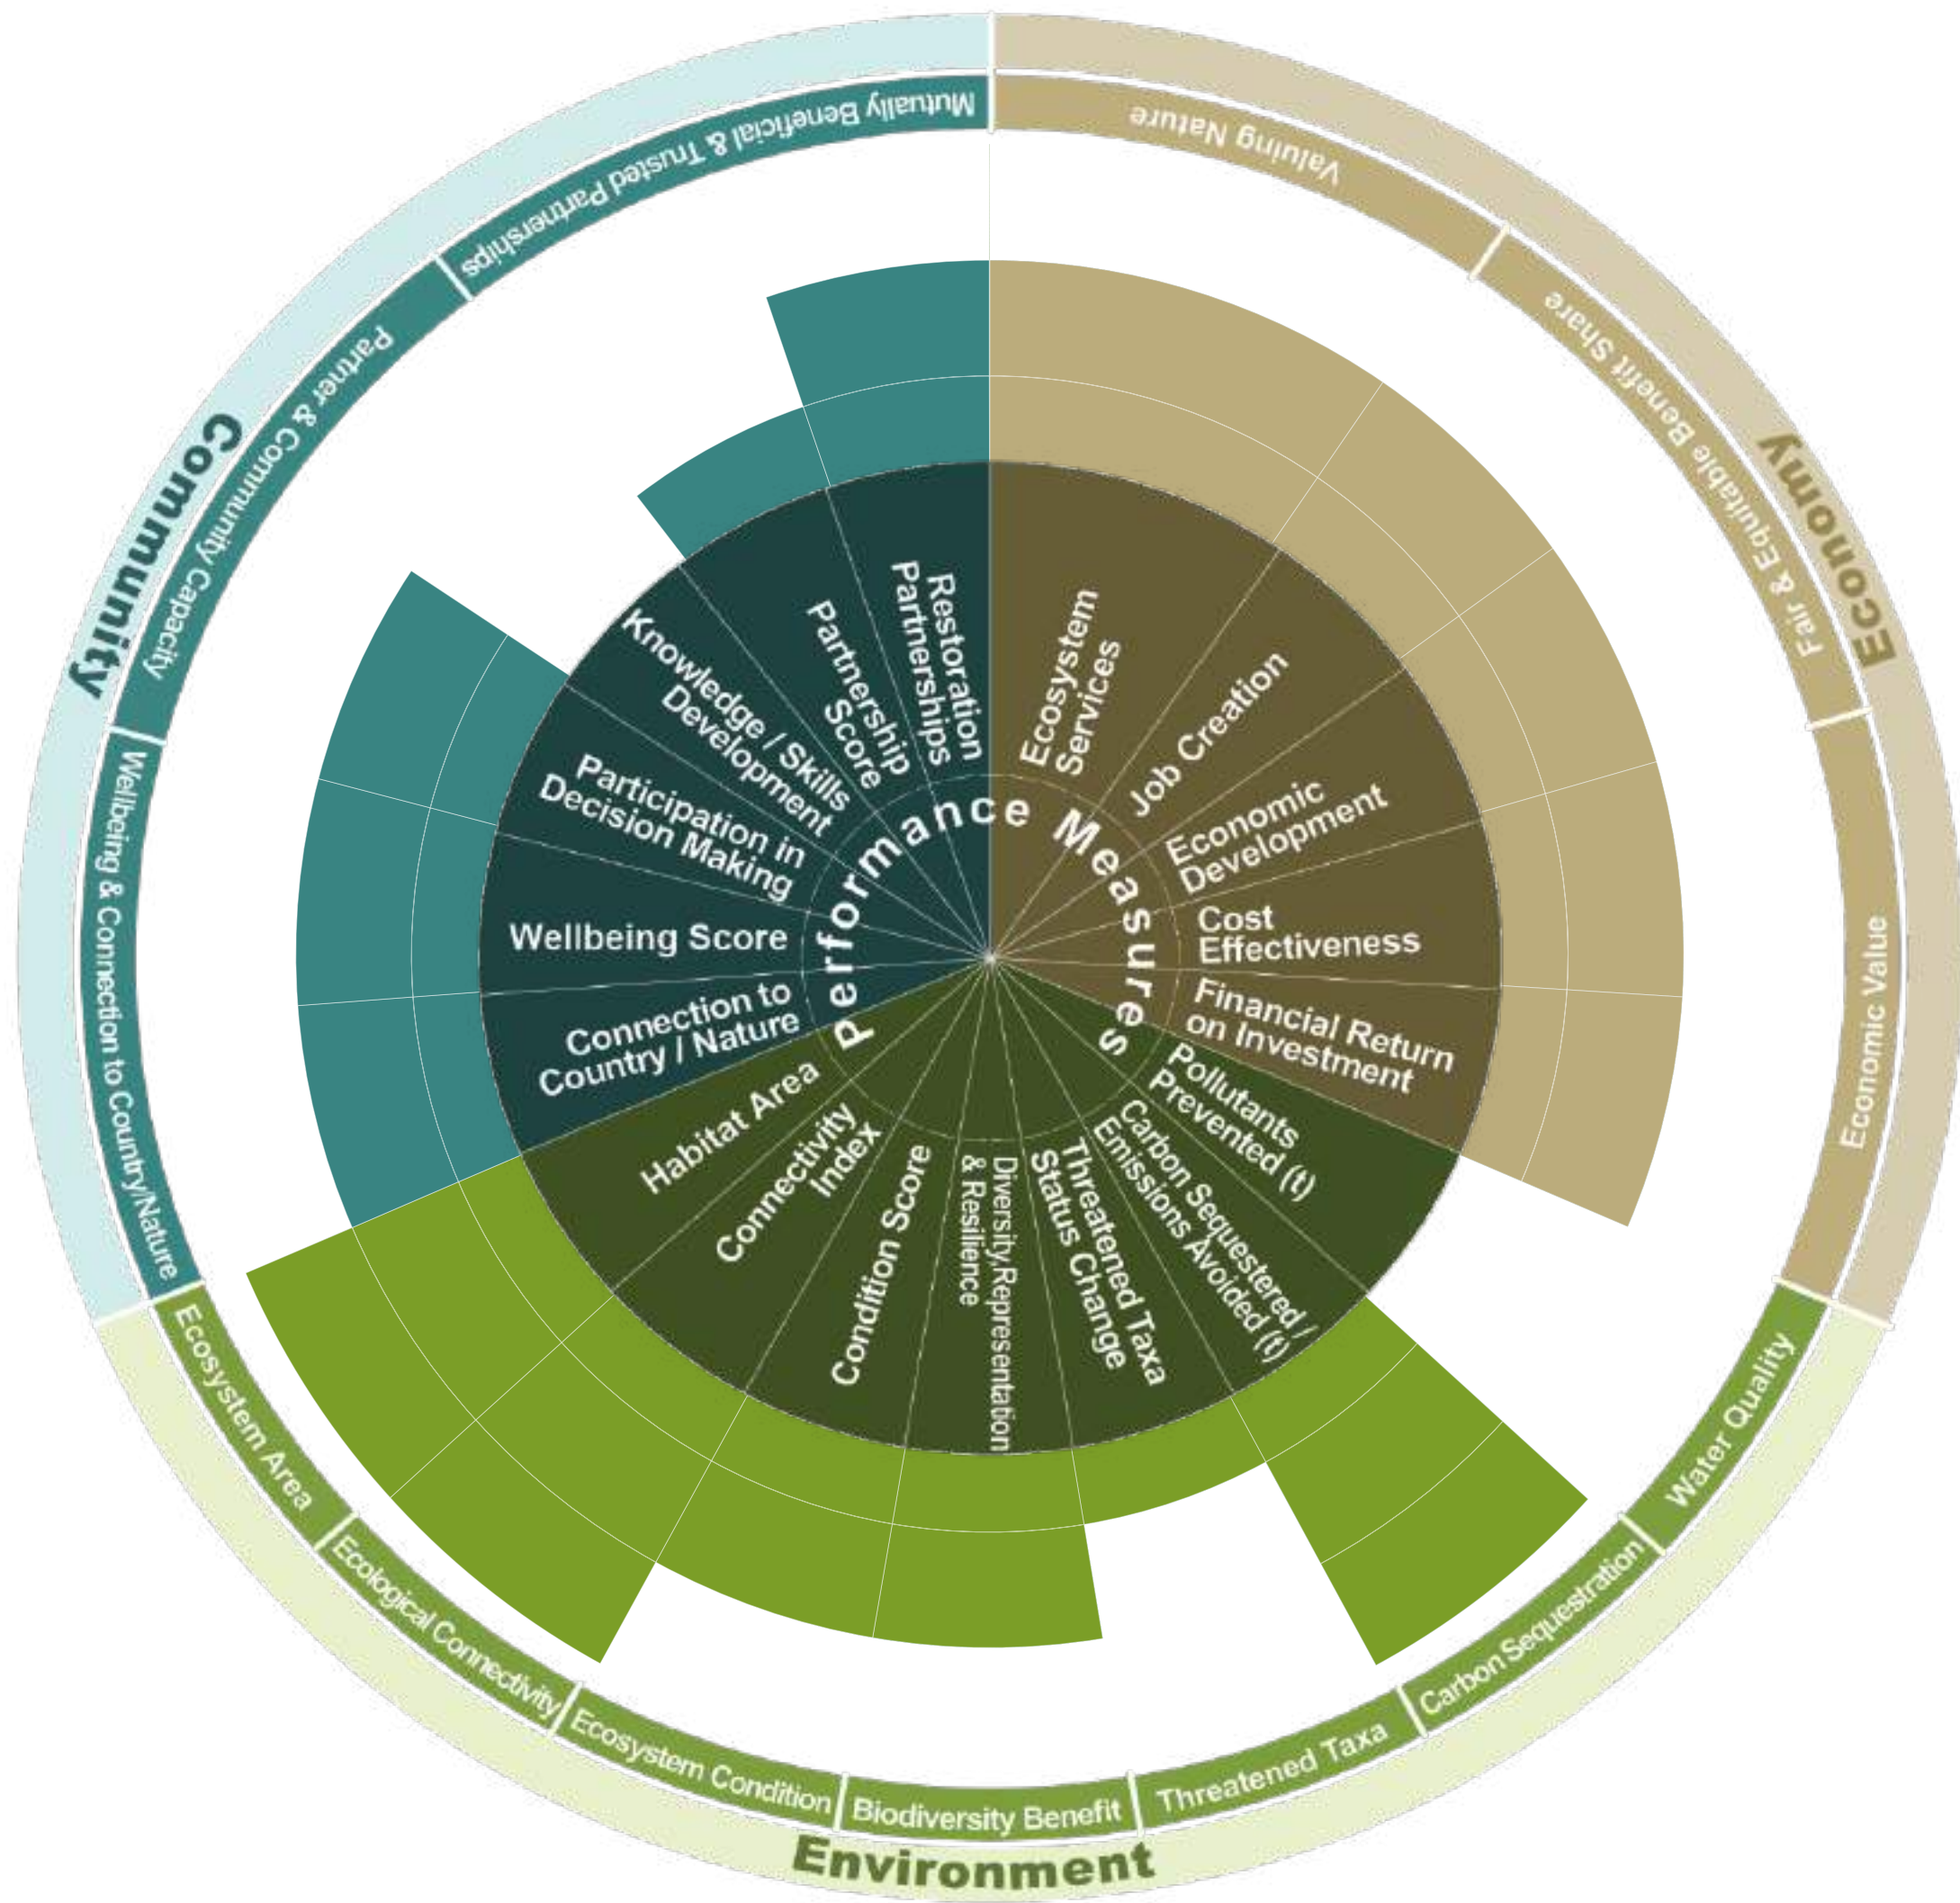 Community
Economy
Environment
Mutually Beneficial & Trusted Partnerships
Partner & Community Capacity
Wellbeing & Connection to Country/Nature
Valuing Nature
Fair & Equitable Benefit Share
Economic Value
Water Quality
Carbon Sequestration
Threatened Taxa
Biodiversity Benefit
Ecosystem Condition
Ecological Connectivity
Ecosystem Area
Performance Measures
Restoration
Partnerships
Partnership
Score
Knowledge / Skills
Development
Participation in
Decision Making
Wellbeing Score
Connection to
Country / Nature
Ecosystem
Services
Job Creation
Economic
Development
Cost
Effectiveness
Financial Return
on Investment
Pollutants
Prevented (t)
Carbon Sequestered /
Emissions Avoided (t)
Threatened Taxa
Status Change
Diversity,Representation
& Resilience
Condition Score
Connectivity
Index
Habitat Area